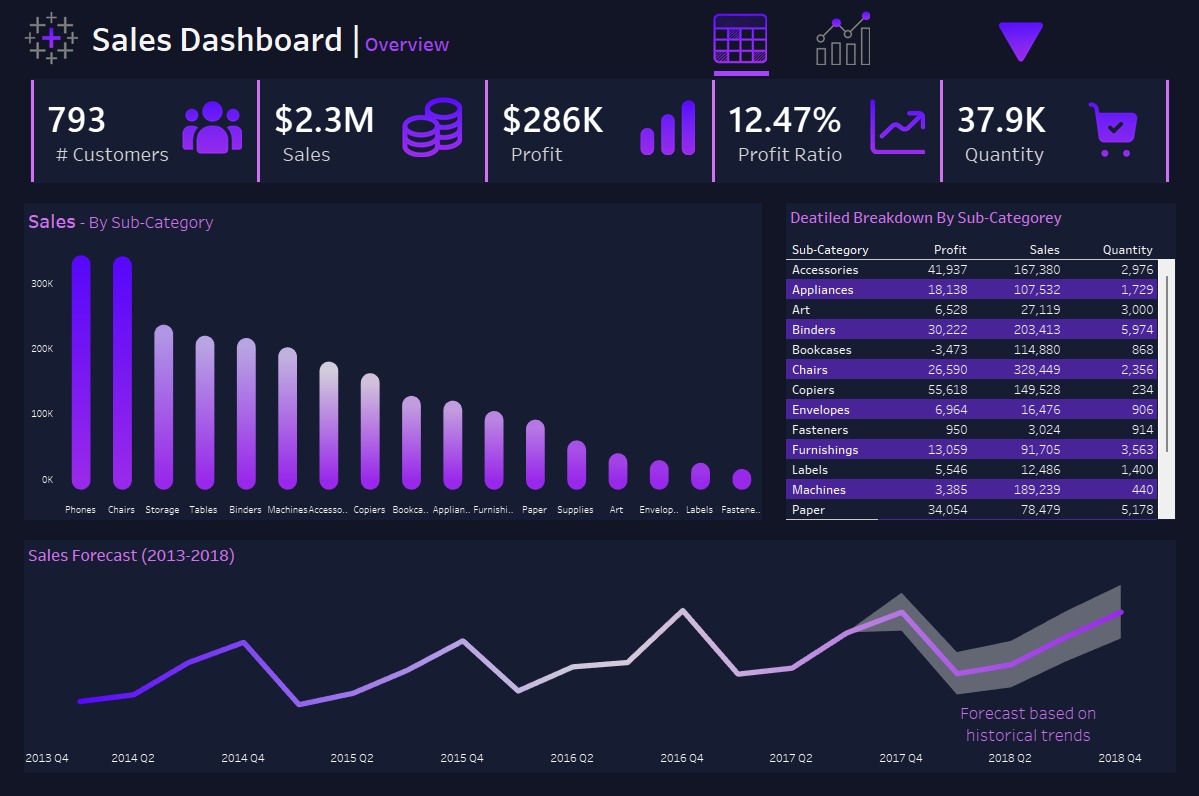 Sales Dashboard | Overview
793
# Customers
$2.3M
Sales
$286K
Profit
12.47%
Profit Ratio
37.9K
Quantity
Sales - By Sub-Category
300K
200K
100K
0K
Phones Chairs Storage Tables Binders Machines Accesso.. Copiers Bookca.. Applian.. Furnishi.. Paper Supplies Art Envelop.. Labels Fastene..
Deatiled Breakdown By Sub-Categorey
Sub-Category Profit Sales Quantity
Accessories 41,937 167,380 2,976
Appliances 18,138 107,532 1,729
Art 6,528 27,119 3,000
Binders 30,222 203,413 5,974
Bookcases -3,473 114,880 868
Chairs 26,590 328,449 2,356
Copiers 55,618 149,528 234
Envelopes 6,964 16,476 906
Fasteners 950 3,024 914
Furnishings 13,059 91,705 3,563
Labels 5,546 12,486 1,400
Machines 3,385 189,239 440
Paper 34,054 78,479 5,178
Sales Forecast (2013-2018)
Forecast based on
historical trends
2013 Q4 2014 Q2 2014 Q4 2015 Q2 2015 Q4 2016 Q2 2016 Q4 2017 Q2 2017 Q4 2018 Q2 2018 Q4